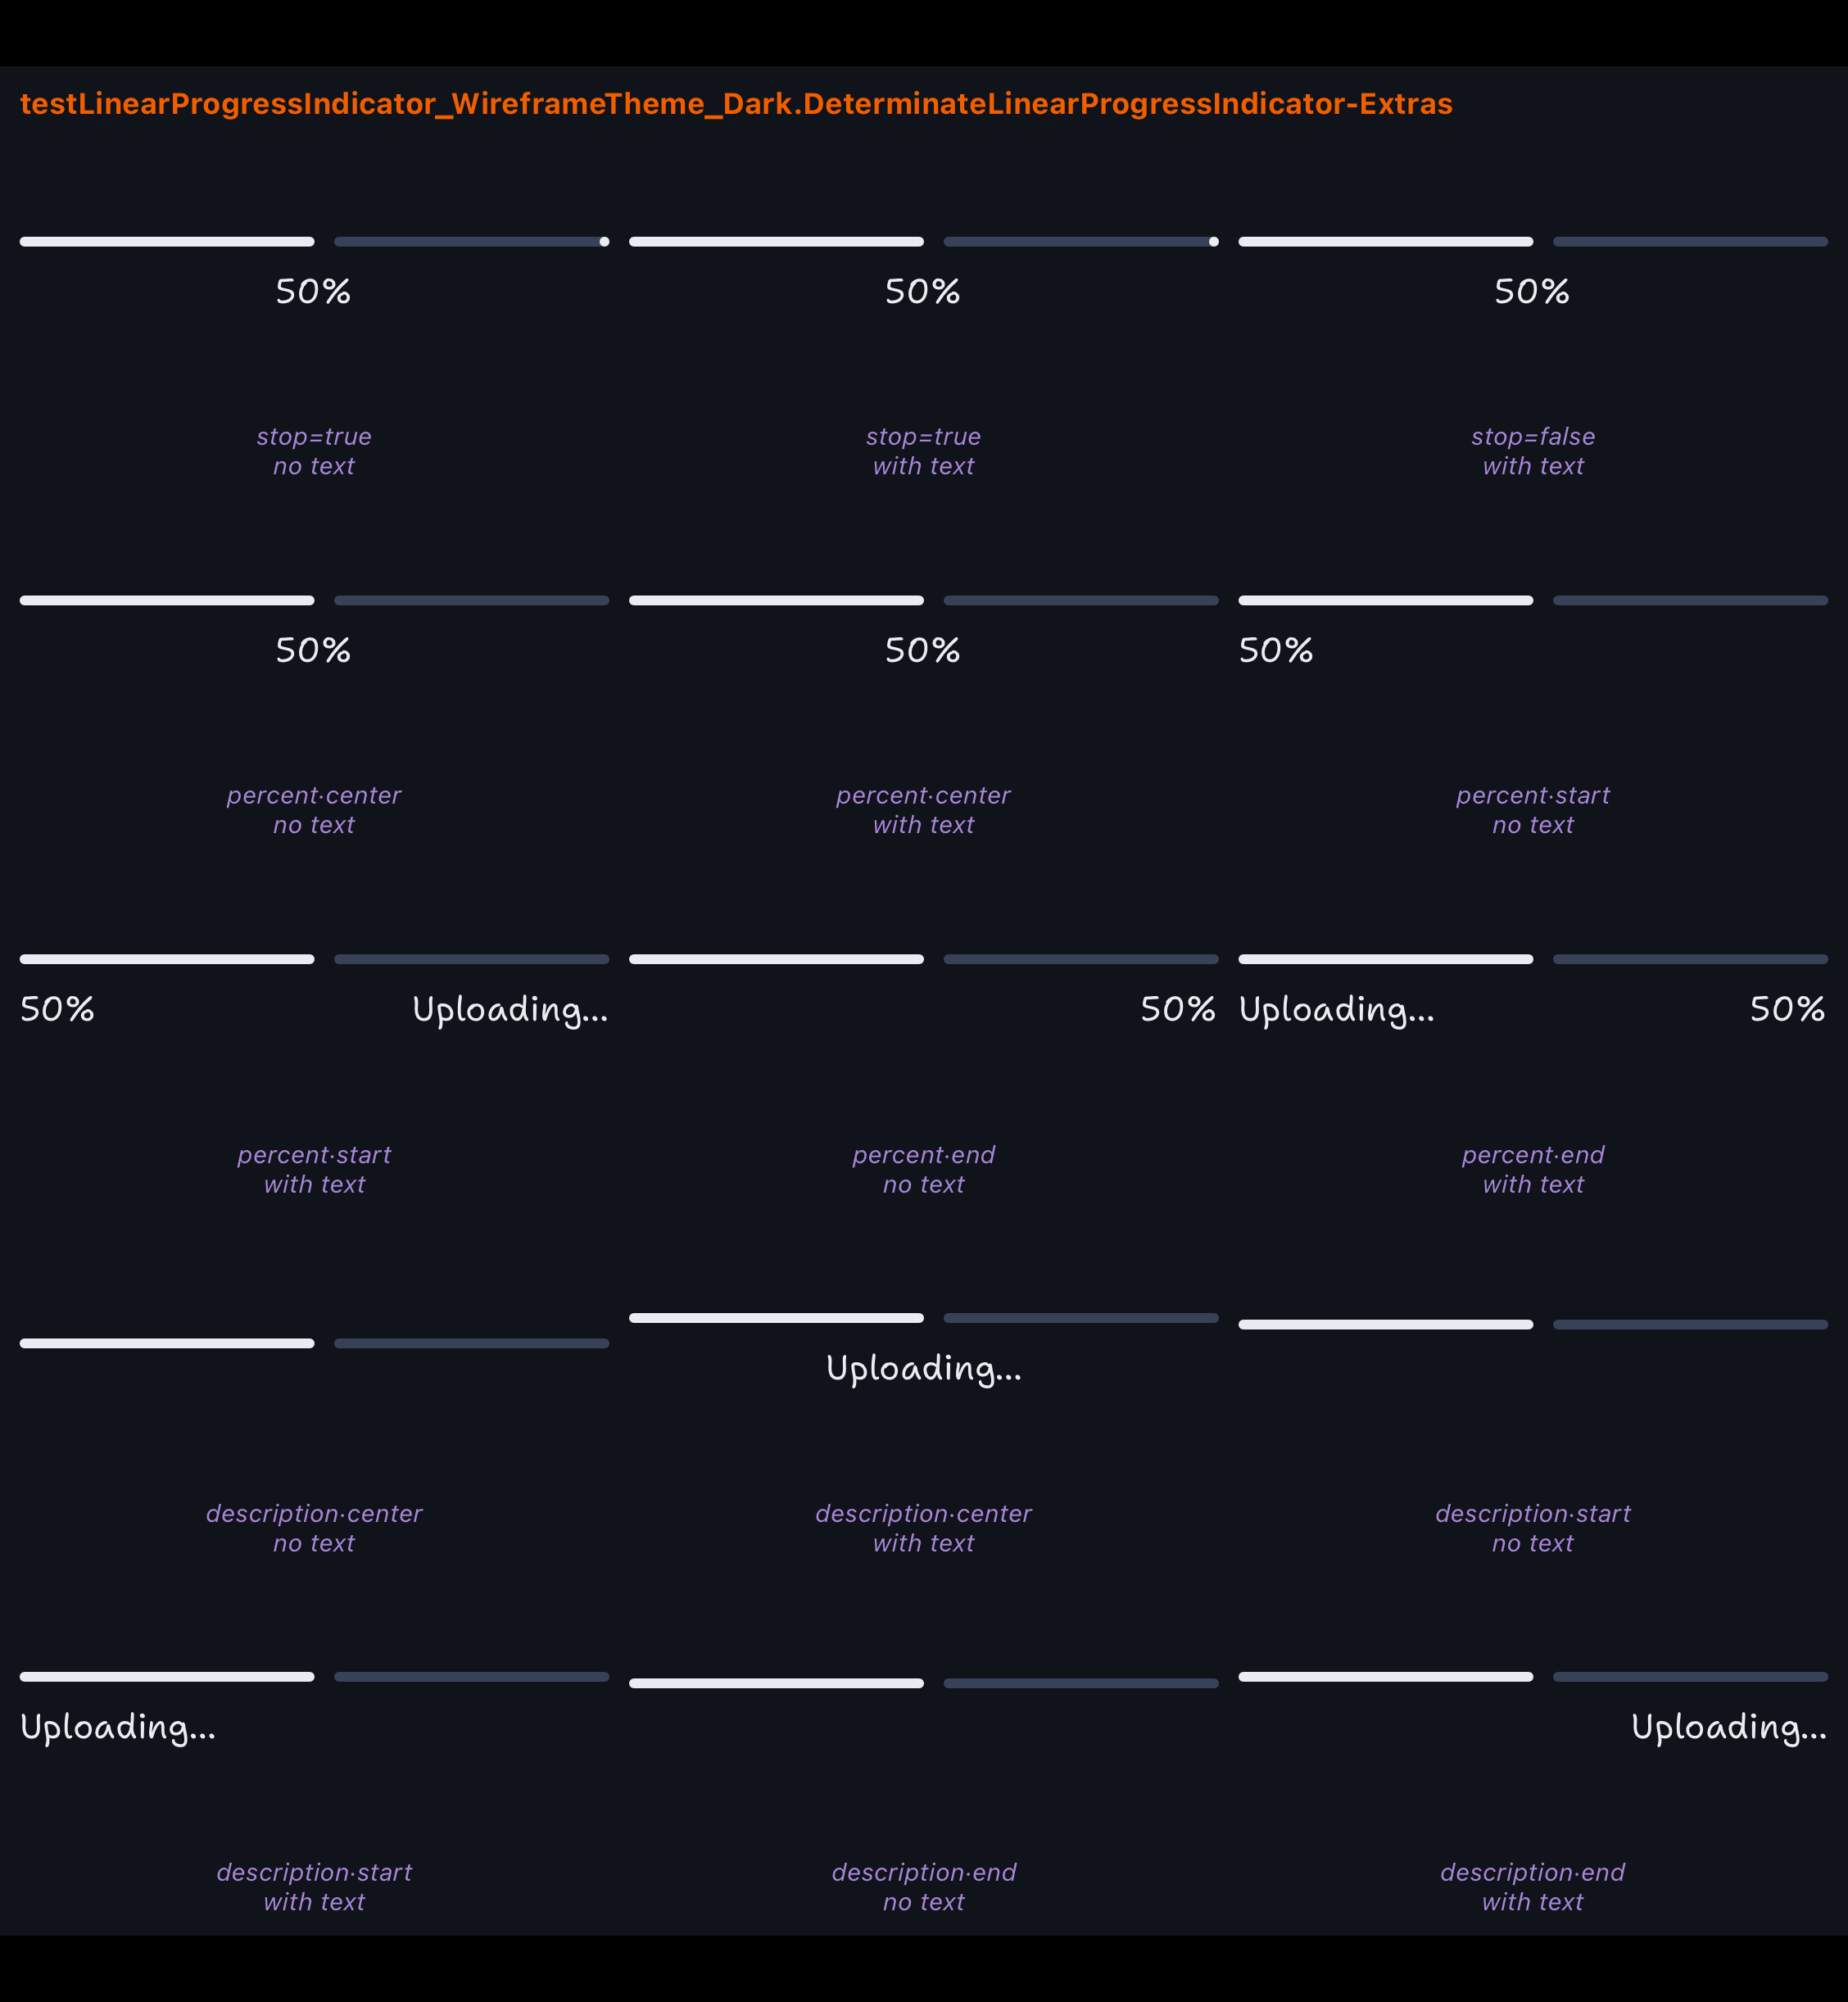 testLinearProgressIndicator_WireframeTheme_Dark.DeterminateLinearProgressIndicator-Extras
50%
50%
50%
stop=true
no text
stop=true
with text
stop=false
with text
50%
50%
50%
percent·center
no text
percent·center
with text
percent·start
no text
50%
Uploading...
50%
Uploading...
50%
percent·start
with text
percent·end
no text
percent·end
with text
Uploading...
description·center
no text
description·center
with text
description·start
no text
Uploading...
Uploading...
description·start
with text
description·end
no text
description·end
with text